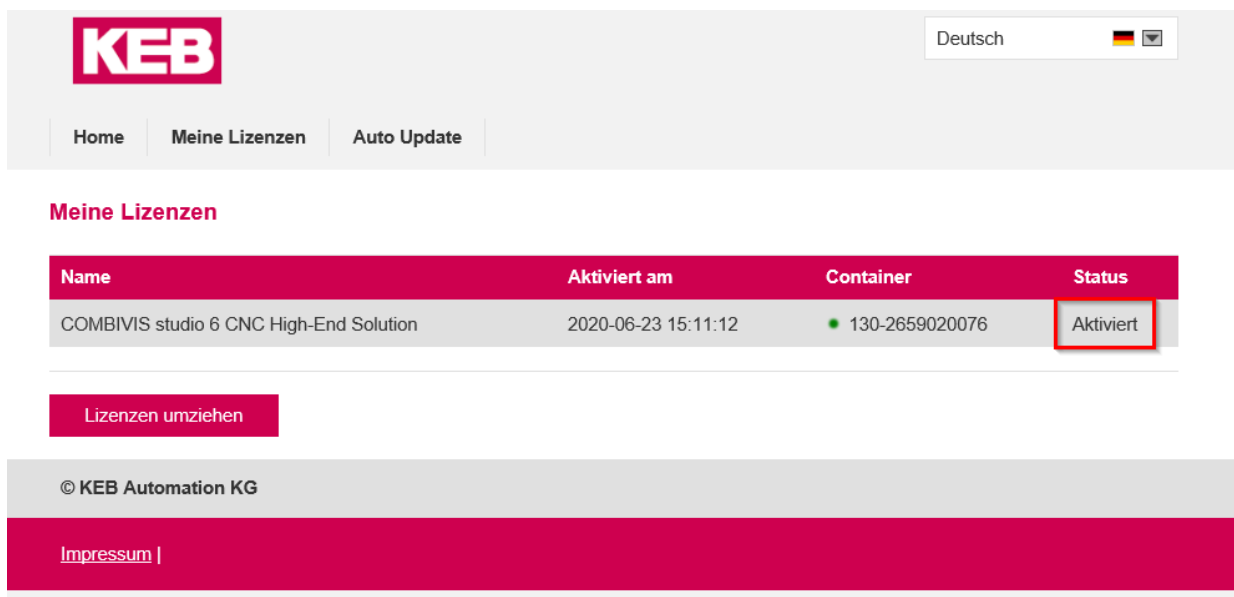 KEB
Deutsch
Home Meine Lizenzen Auto Update
Meine Lizenzen
Name Aktiviert am Container Status
COMBIVIS studio 6 CNC High-End Solution 2020-06-23 15:11:12 130-2659020076 Aktiviert
Lizenzen umziehen
© KEB Automation KG
Impressum |